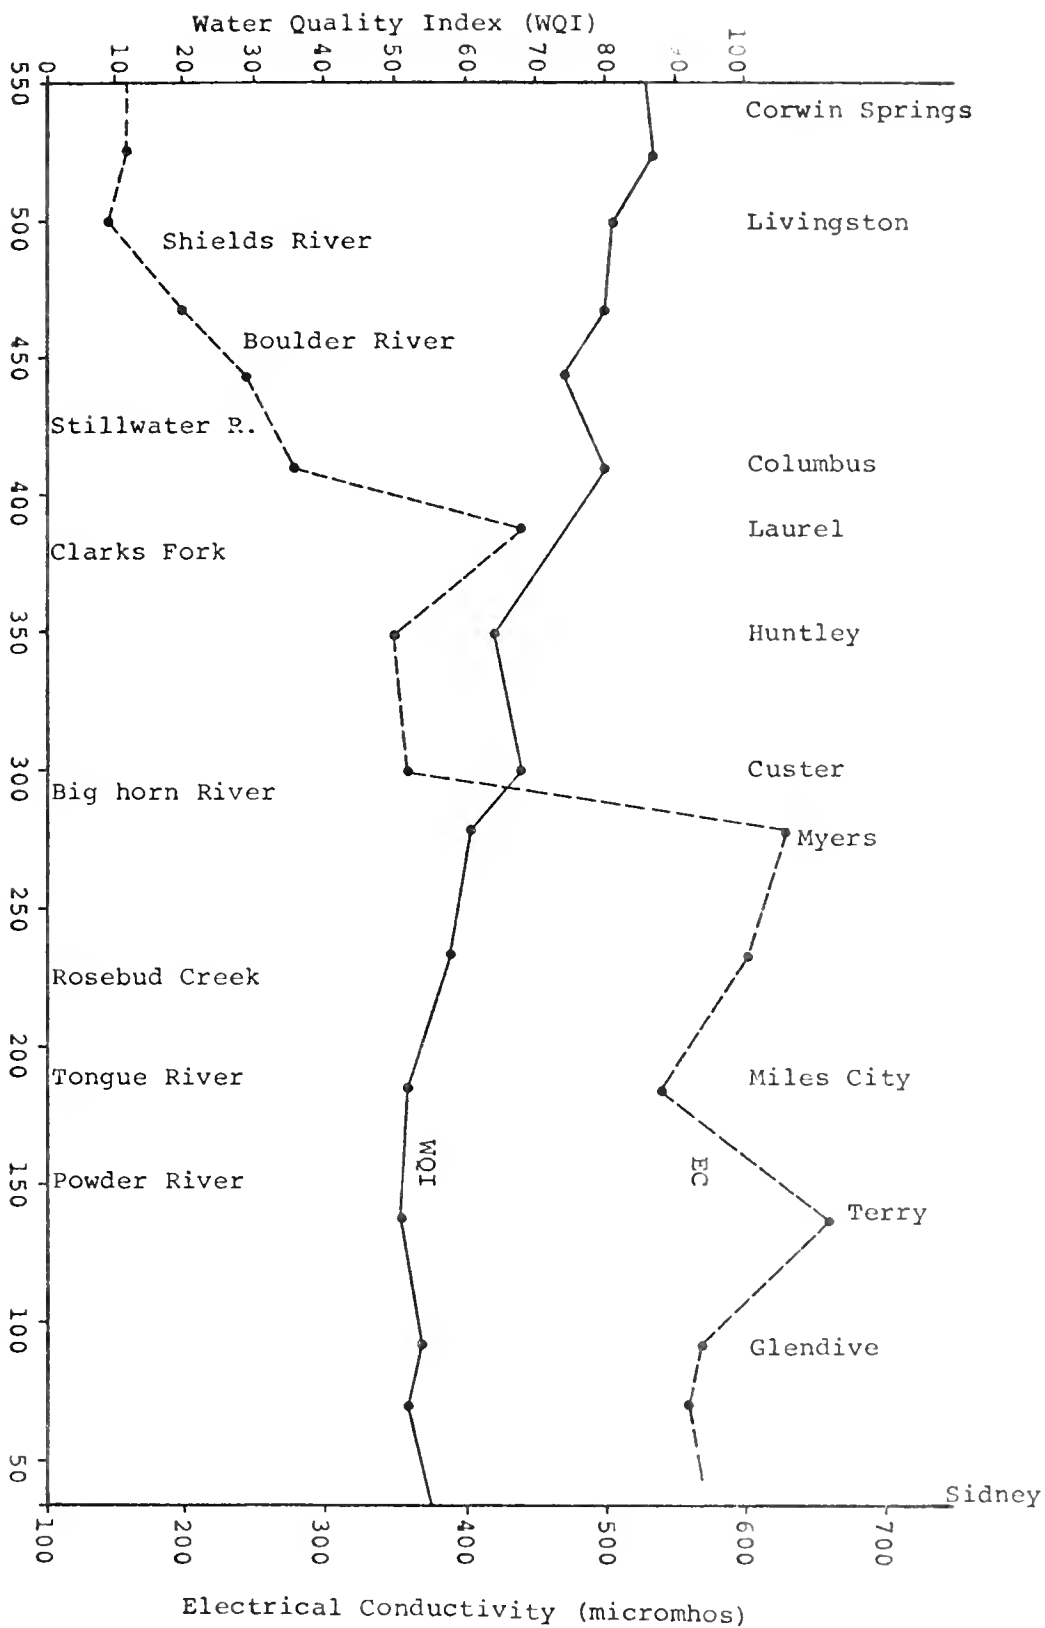 Water Quality Index (WQI)
0 10 20 30 40 50 60 70 80 90 100
550
Corwin Springs
500
Livingston
Shields River
450
Boulder River
Stillwater R.
Columbus
400
Laurel
Clarks Fork
350
Huntley
300
Custer
Big horn River
Myers
250
Rosebud Creek
200
Tongue River
Miles City
WQI
EC
150
Powder River
Terry
100
Glendive
50
Sidney
100 200 300 400 500 600 700
Electrical Conductivity (micromhos)